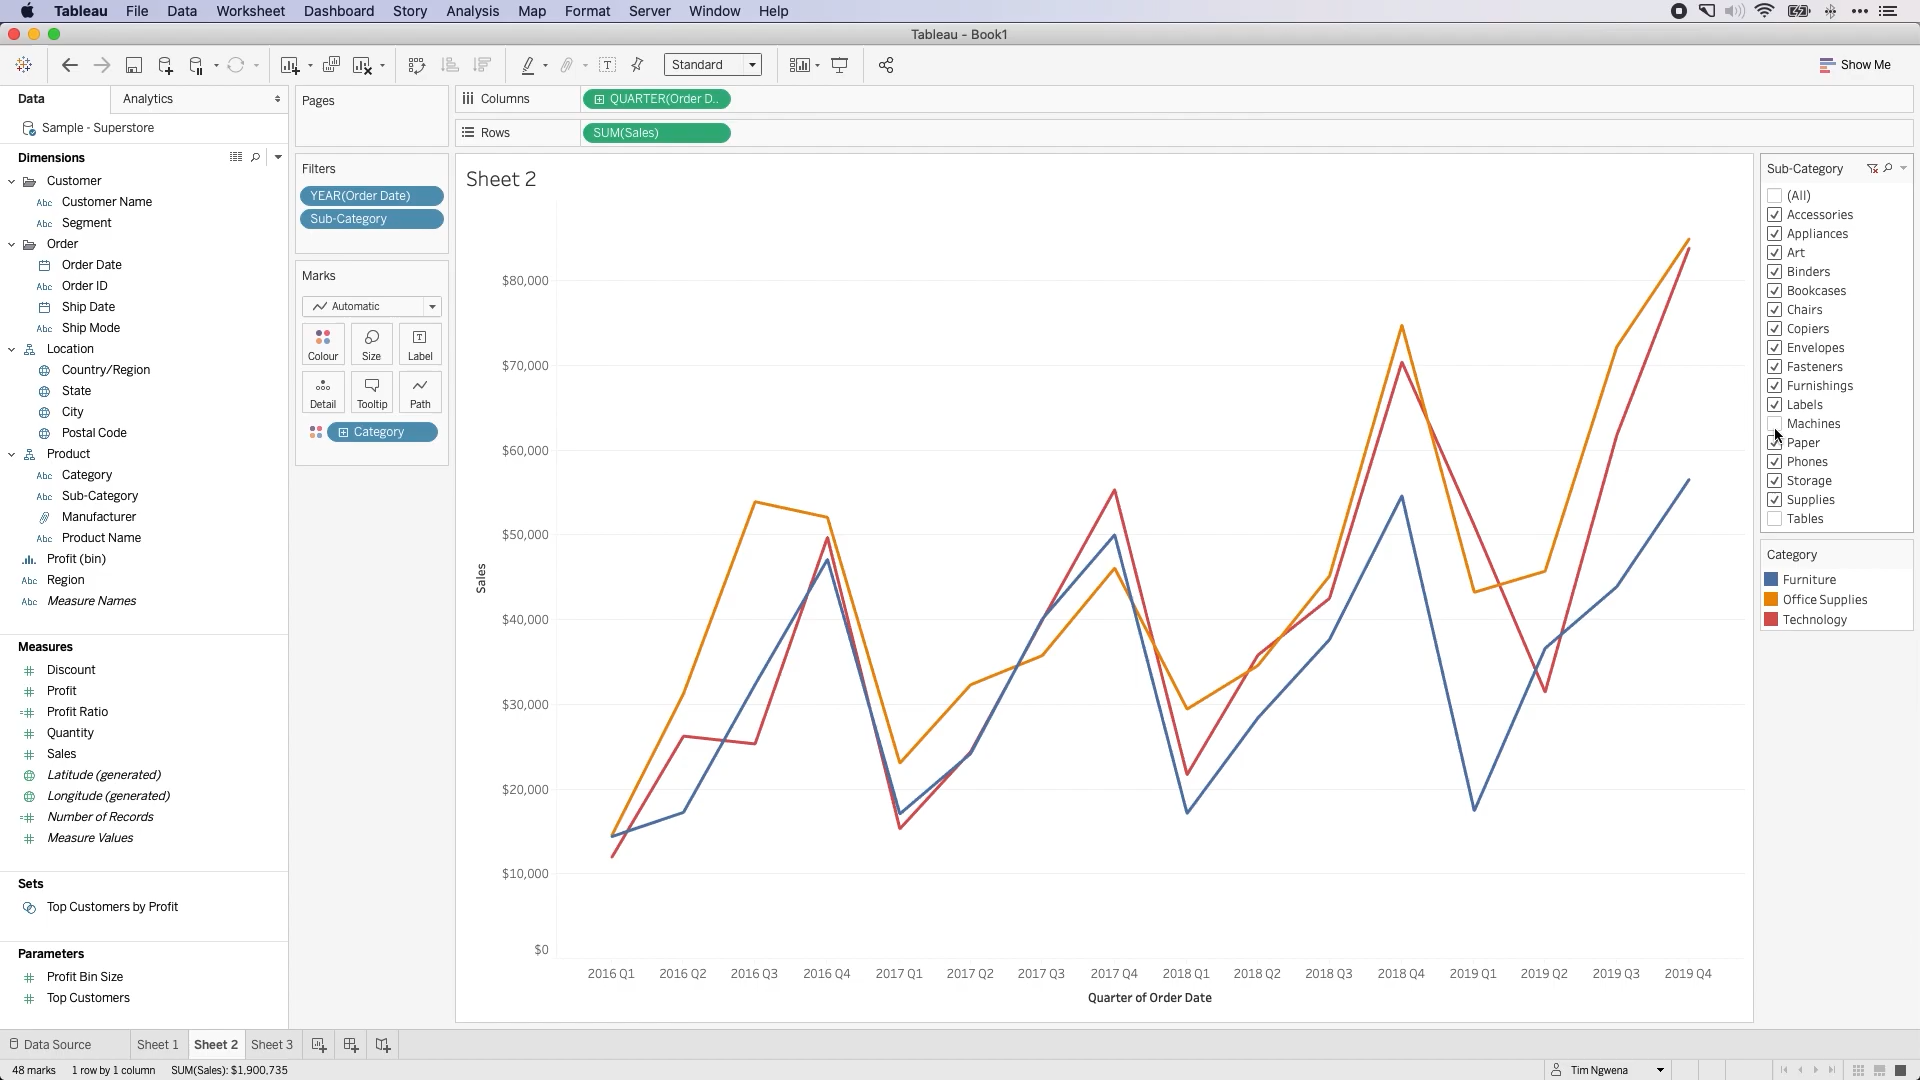 Tableau File Data Worksheet Dashboard Story Analysis Map Format Server Window Help
Tableau - Book1
Standard
Show Me
Data Analytics
Sample - Superstore
Dimensions
Customer
Abc Customer Name
Abc Segment
Order
Order Date
Abc Order ID
Ship Date
Abc Ship Mode
Location
Country/Region
State
City
Postal Code
Product
Abc Category
Abc Sub-Category
Manufacturer
Abc Product Name
Profit (bin)
Abc Region
Abc Measure Names
Measures
Discount
Profit
Profit Ratio
Quantity
Sales
Latitude (generated)
Longitude (generated)
Number of Records
Measure Values
Sets
Top Customers by Profit
Parameters
Profit Bin Size
Top Customers
Pages
Filters
YEAR(Order Date)
Sub-Category
Marks
Automatic
Colour Size Label
Detail Tooltip Path
Category
Columns QUARTER(Order D..
Rows SUM(Sales)
Sheet 2
$80,000
$70,000
$60,000
$50,000
$40,000
$30,000
$20,000
$10,000
$0
Sales
2016 Q1 2016 Q2 2016 Q3 2016 Q4 2017 Q1 2017 Q2 2017 Q3 2017 Q4 2018 Q1 2018 Q2 2018 Q3 2018 Q4 2019 Q1 2019 Q2 2019 Q3 2019 Q4
Quarter of Order Date
Sub-Category
(All)
Accessories
Appliances
Art
Binders
Bookcases
Chairs
Copiers
Envelopes
Fasteners
Furnishings
Labels
Machines
Paper
Phones
Storage
Supplies
Tables
Category
Furniture
Office Supplies
Technology
Data Source Sheet 1 Sheet 2 Sheet 3
48 marks 1 row by 1 column SUM(Sales): $1,900,735 Tim Ngwena